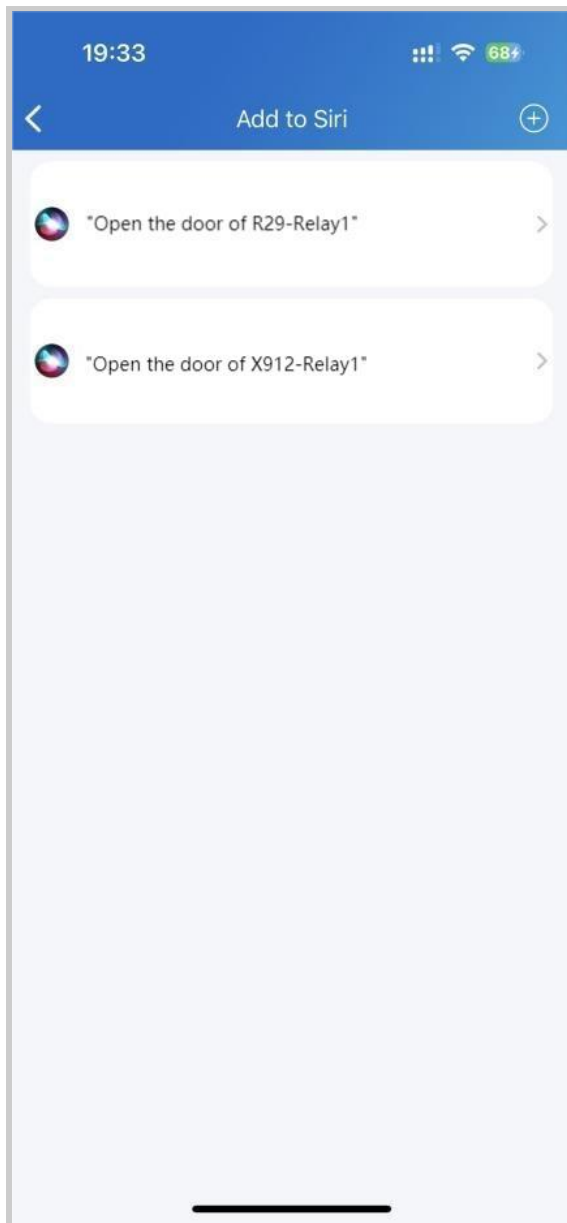 19:33
68
Add to Siri
"Open the door of R29-Relay1"
"Open the door of X912-Relay1"